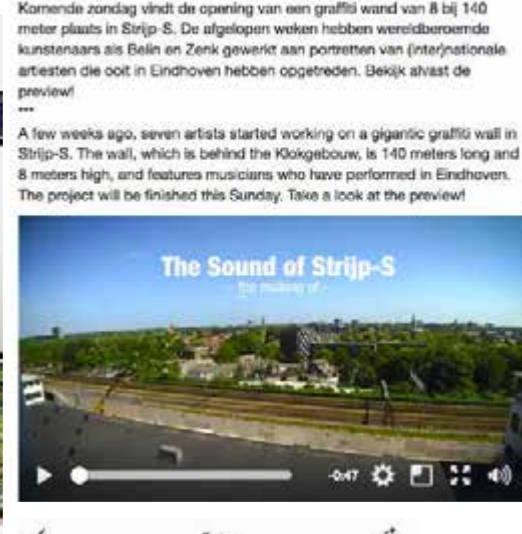 Komende zondag vindt de opening van een graffiti wand van 8 bij 140
meter plaats in Strijp-S. De afgelopen weken hebben wereldberoemde
kunstenaars als Belin en Zenk gewerkt aan portretten van (inter)nationale
artiesten die ooit in Eindhoven hebben opgetreden. Bekijk alvast de
preview!
***
A few weeks ago, seven artists started working on a gigantic graffiti wall in
Strijp-S. The wall, which is behind the Klokgebouw, is 140 meters long and
8 meters high, and features musicians who have performed in Eindhoven.
The project will be finished this Sunday. Take a look at the preview!
The Sound of Strijp-S
- the making of -
-0:47